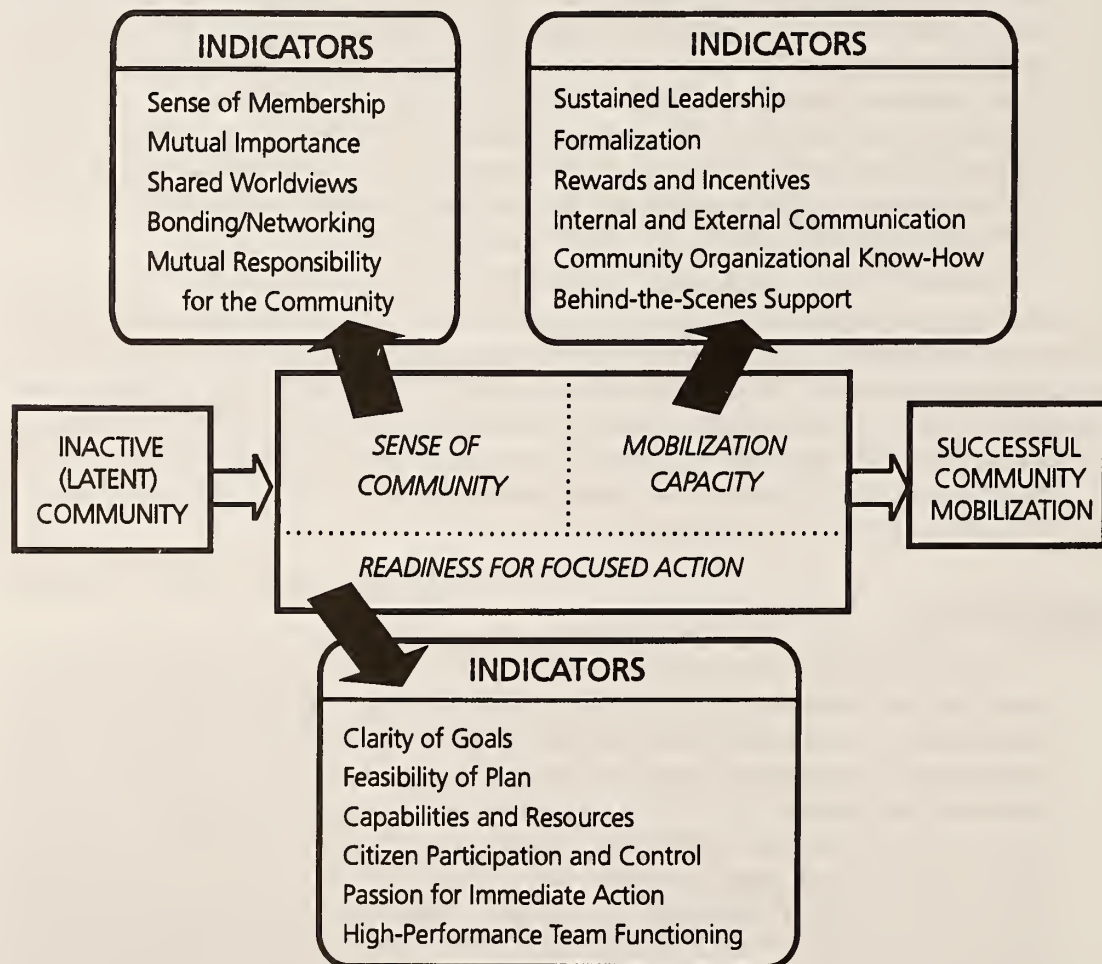 INDICATORS
Sense of Membership
Mutual Importance
Shared Worldviews
Bonding/Networking
Mutual Responsibility
for the Community
INDICATORS
Sustained Leadership
Formalization
Rewards and Incentives
Internal and External Communication
Community Organizational Know-How
Behind-the-Scenes Support
INACTIVE
(LATENT)
COMMUNITY
SENSE OF
COMMUNITY
MOBILIZATION
CAPACITY
READINESS FOR FOCUSED ACTION
SUCCESSFUL
COMMUNITY
MOBILIZATION
INDICATORS
Clarity of Goals
Feasibility of Plan
Capabilities and Resources
Citizen Participation and Control
Passion for Immediate Action
High-Performance Team Functioning